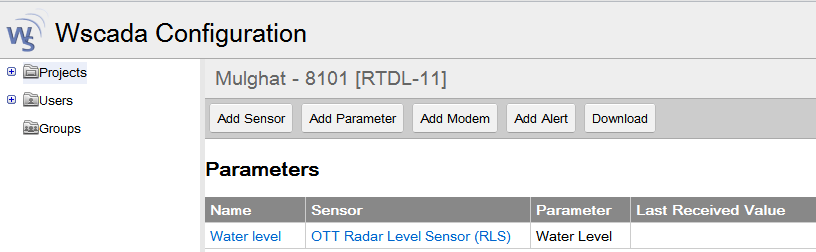 WS Wscada Configuration
Projects
Users
Groups
Mulghat - 8101 [RTDL-11]
Add Sensor Add Parameter Add Modem Add Alert Download
Parameters
Name Sensor Parameter Last Received Value
Water level OTT Radar Level Sensor (RLS) Water Level